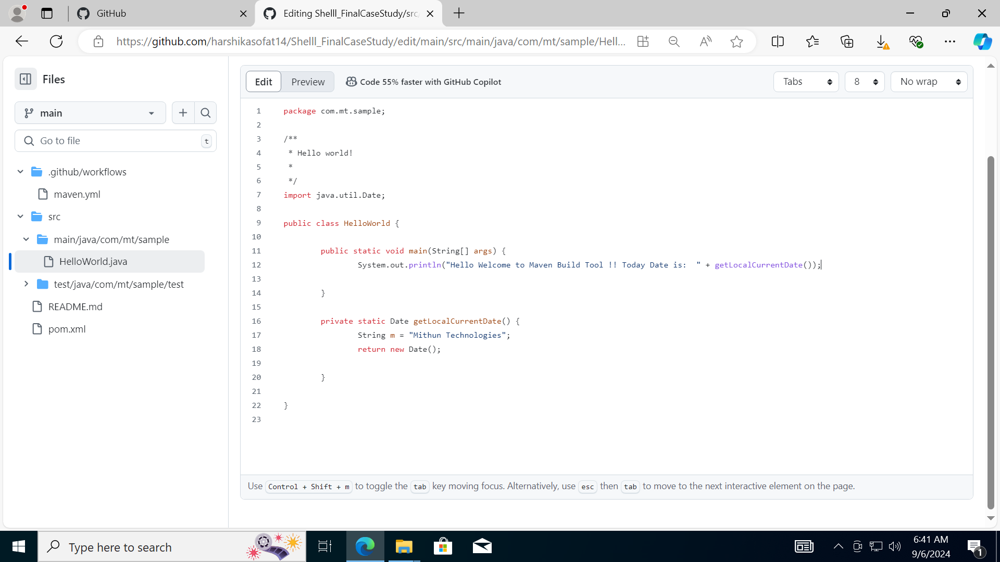 GitHub
Editing Shelll_FinalCaseStudy/src/
https://github.com/harshikasofat14/Shelll_FinalCaseStudy/edit/main/src/main/java/com/mt/sample/Hell...
Files
main
Go to file
t
.github/workflows
maven.yml
src
main/java/com/mt/sample
HelloWorld.java
test/java/com/mt/sample/test
README.md
pom.xml
Edit
Preview
Code 55% faster with GitHub Copilot
Tabs
8
No wrap
1 package com.mt.sample;
2
3 /**
4 * Hello world!
5 *
6 */
7 import java.util.Date;
8
9 public class HelloWorld {
10
11 public static void main(String[] args) {
12 System.out.println("Hello Welcome to Maven Build Tool !! Today Date is:  " + getLocalCurrentDate());
13
14 }
15
16 private static Date getLocalCurrentDate() {
17 String m = "Mithun Technologies";
18 return new Date();
19
20 }
21
22 }
23
Use Control + Shift + m to toggle the tab key moving focus. Alternatively, use esc then tab to move to the next interactive element on the page.
Type here to search
6:41 AM
9/6/2024
1